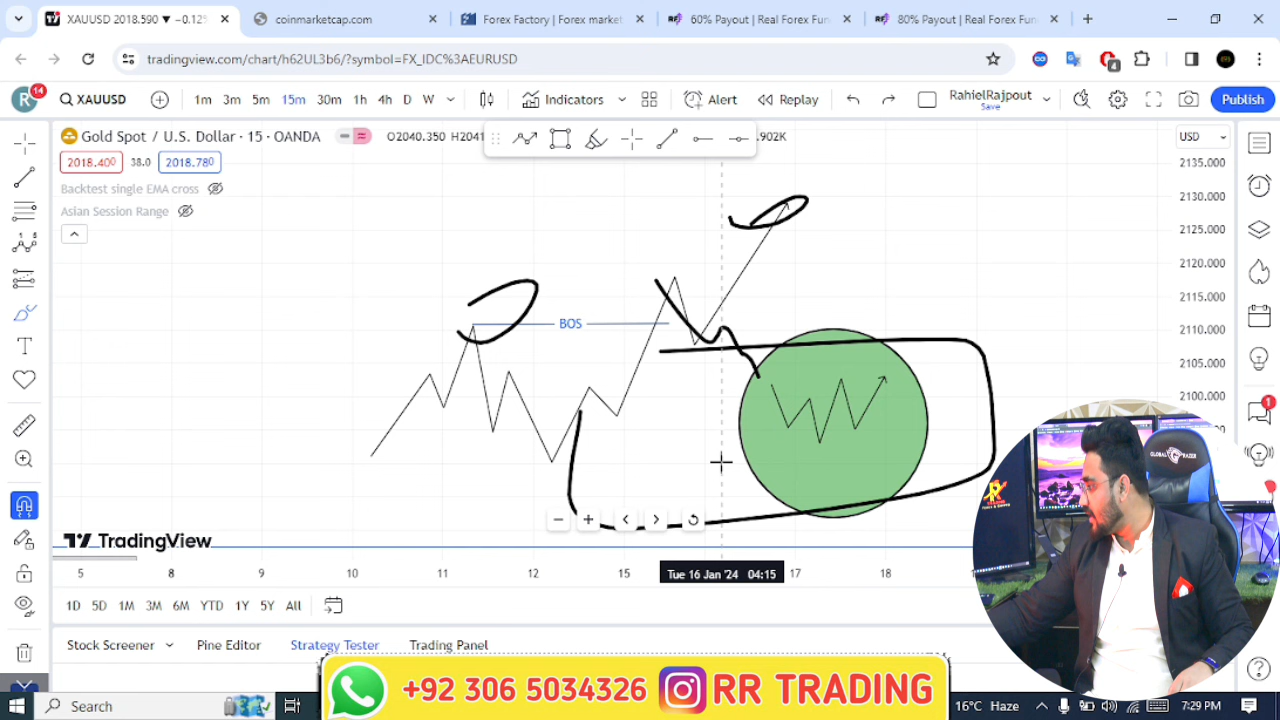 XAUUSD 2018.590 ▼ −0.12%
coinmarketcap.com
Forex Factory | Forex market
60% Payout | Real Forex Fun
80% Payout | Real Forex Fun
tradingview.com/chart/h62UL3b6/?symbol=FX_IDC%3AEURUSD
4
R 14
XAUUSD
1m 3m 5m 15m 30m 1h 4h D W
Indicators
Alert
Replay
RahielRajpout
Save
Publish
Gold Spot / U.S. Dollar · 15 · OANDA
O2040.350
.902K
USD
2018.400
38.0
2018.780
Backtest single EMA cross
Asian Session Range
2135.000
2130.000
2125.000
2120.000
2115.000
2110.000
2105.000
2100.000
BOS
1
TradingView
5 8 9 10 11 12 15 17 18
Tue 16 Jan '24 04:15
1D 5D 1M 3M 6M YTD 1Y 5Y All
Stock Screener
Pine Editor
Strategy Tester
Trading Panel
GLOBAL RAZER
+92 306 5034326
RR TRADING
Search
16°C Haze
7:29 PM